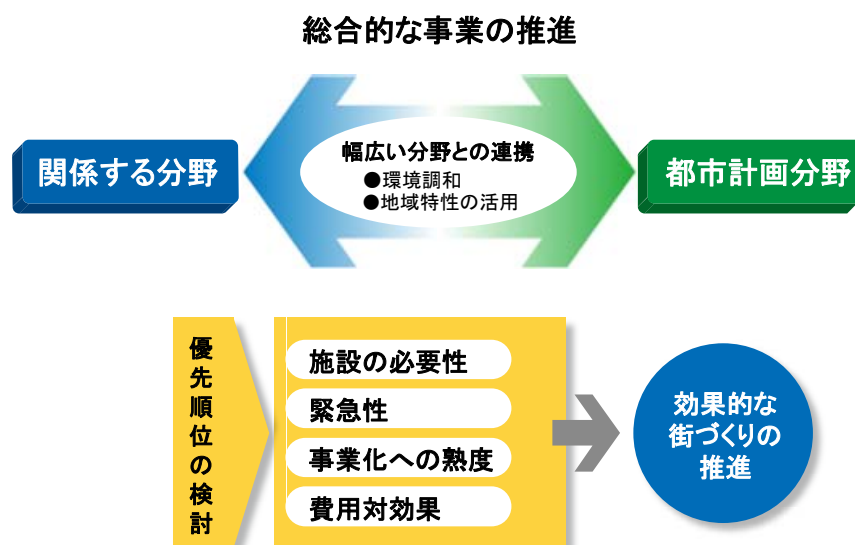 総合的な事業の推進
関係する分野
幅広い分野との連携
●環境調和
●地域特性の活用
都市計画分野
優先順位の検討
施設の必要性
緊急性
事業化への熟度
費用対効果
効果的な
街づくりの
推進